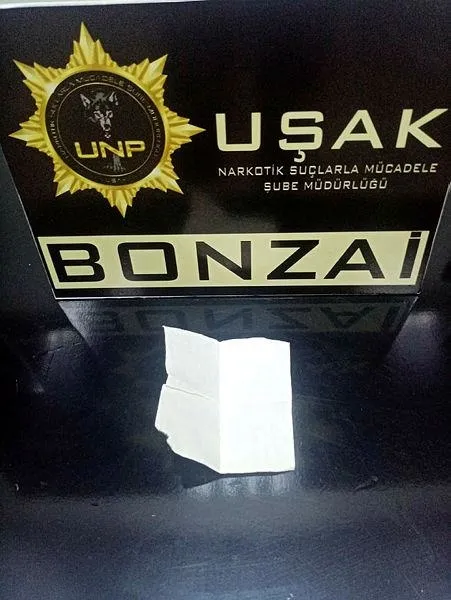 UNP
UŞAK
NARKOTİK SUÇLARLA MÜCADELE
ŞUBE MÜDÜRLÜĞÜ
BONZAİ